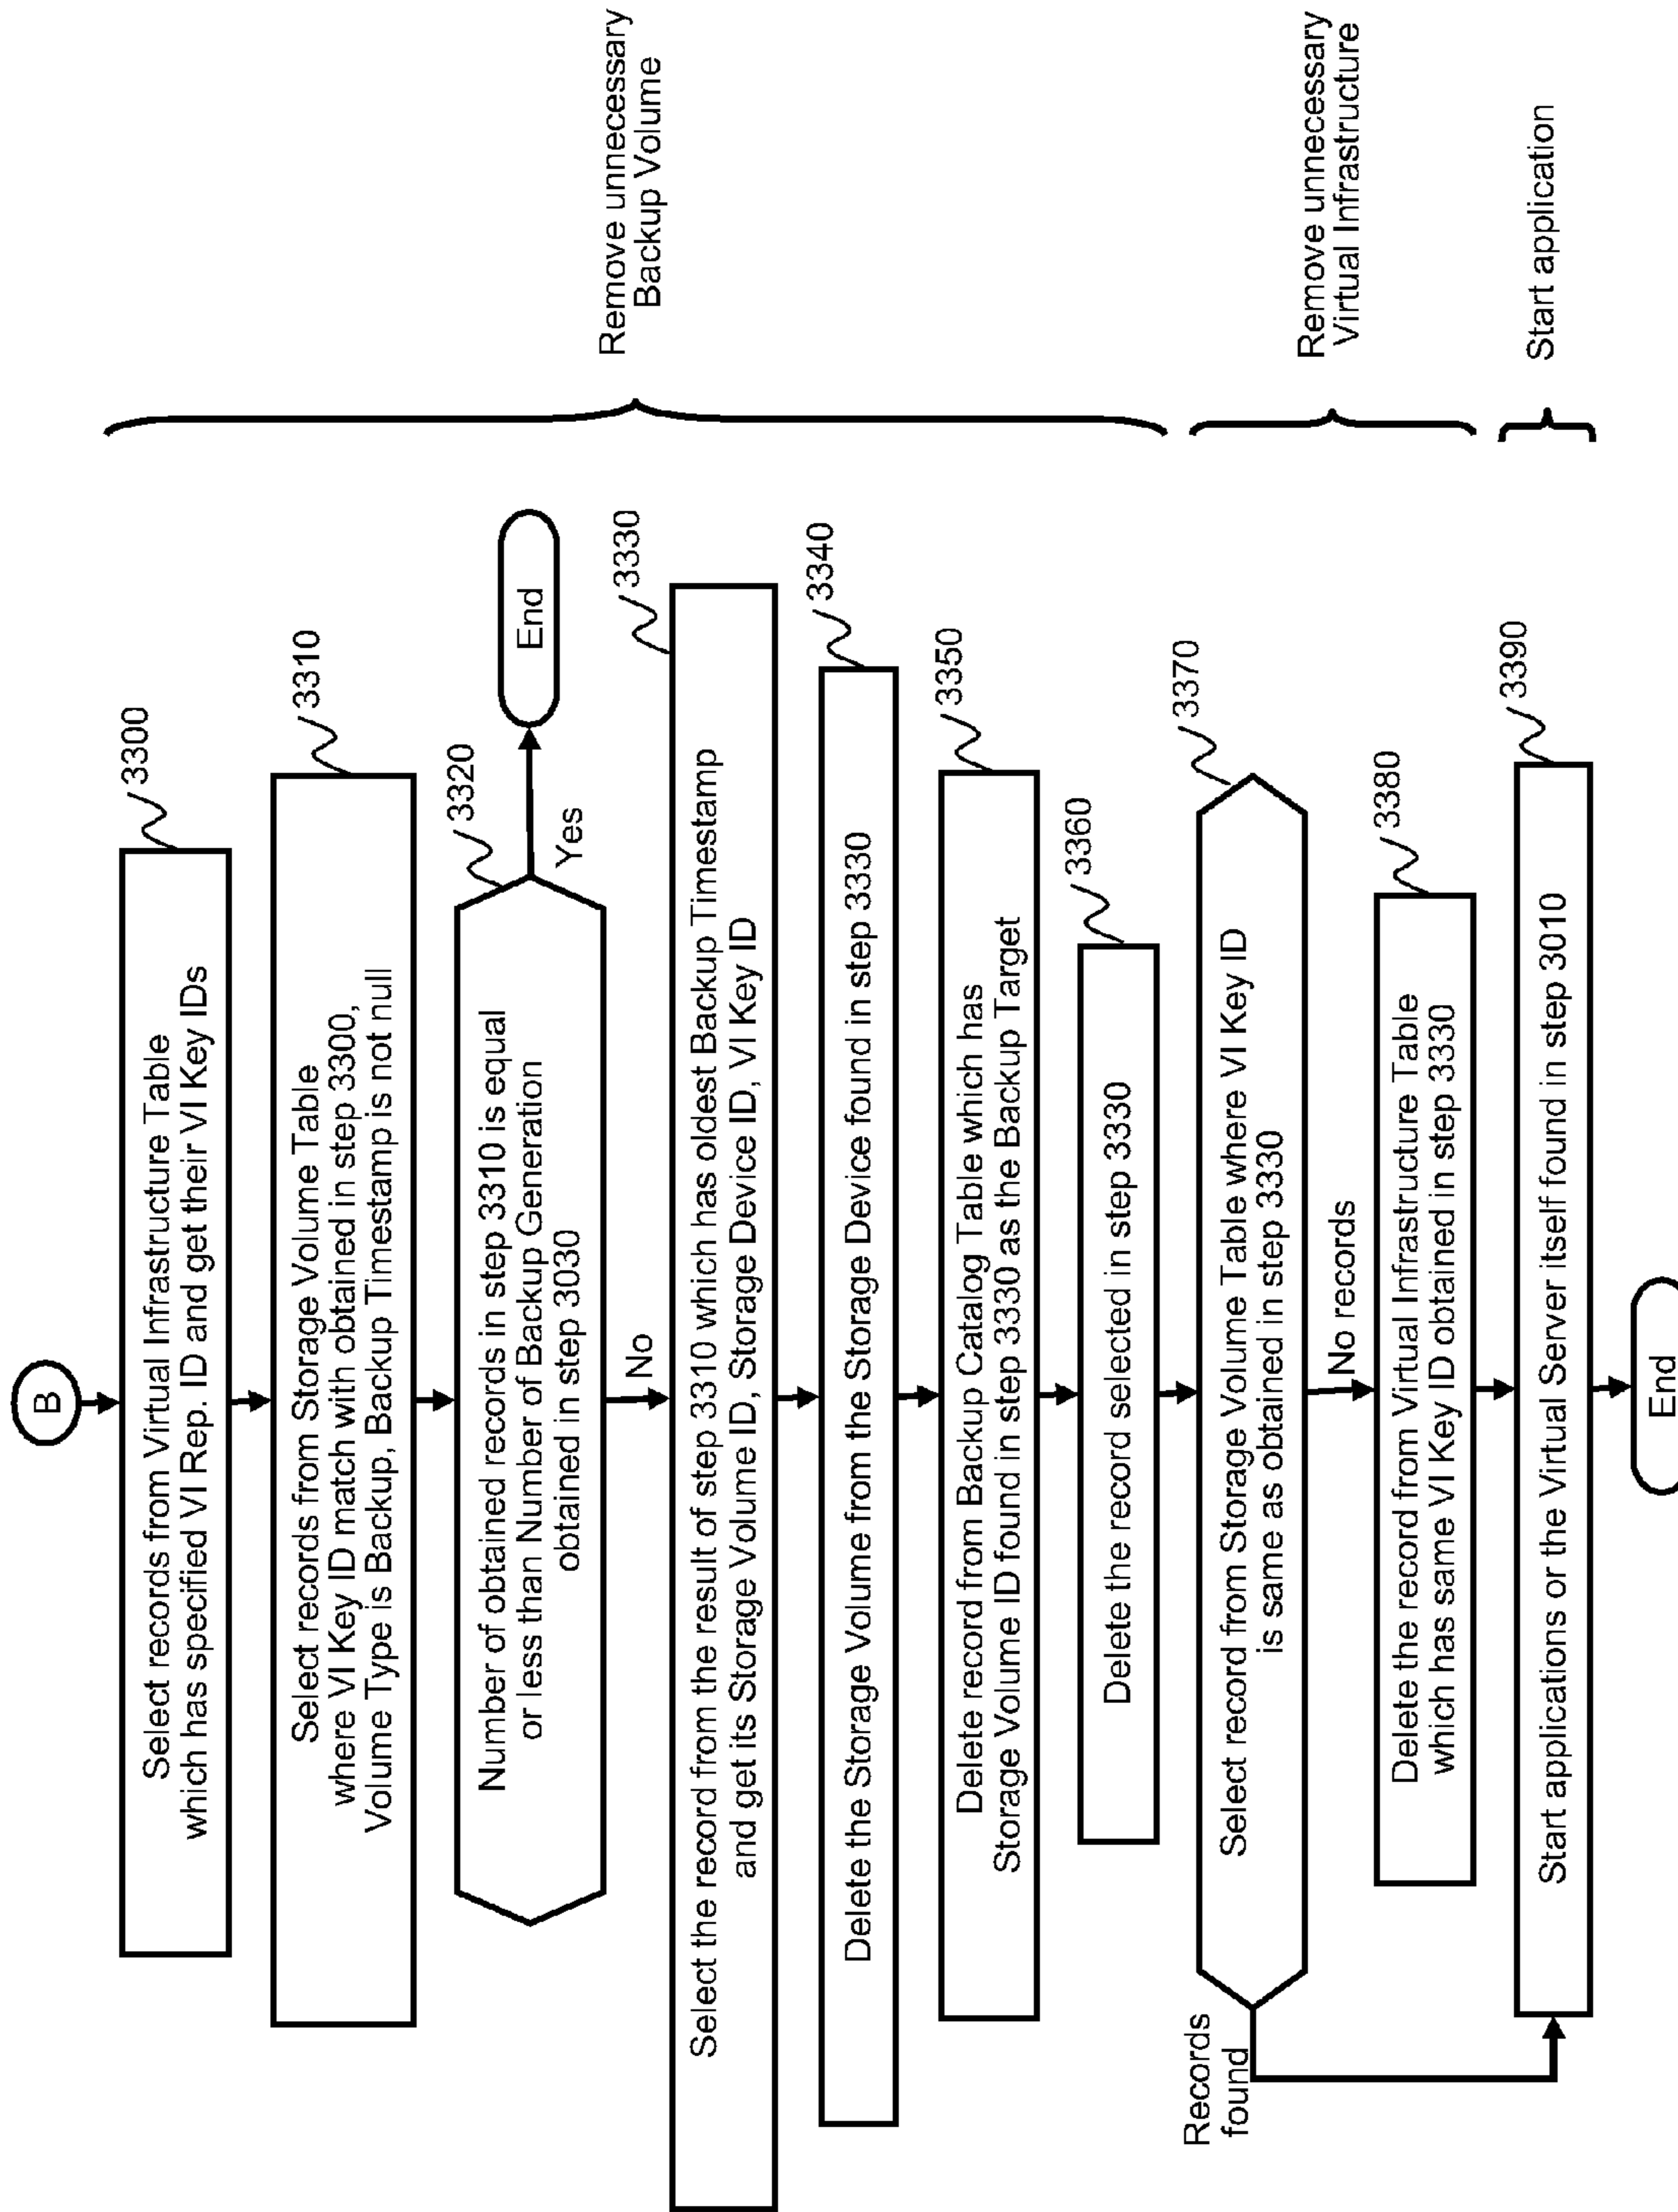 B
3300
Select records from Virtual Infrastructure Table
which has specified VI Rep. ID and get their VI Key IDs
3310
Select records from Storage Volume Table
where VI Key ID match with obtained in step 3300,
Volume Type is Backup, Backup Timestamp is not null
3320
Number of obtained records in step 3310 is equal
or less than Number of Backup Generation
obtained in step 3030
Yes
End
No
3330
Select the record from the result of step 3310 which has oldest Backup Timestamp
and get its Storage Volume ID, Storage Device ID, VI Key ID
3340
Delete the Storage Volume from the Storage Device found in step 3330
3350
Delete record from Backup Catalog Table which has
Storage Volume ID found in step 3330 as the Backup Target
3360
Delete the record selected in step 3330
Remove unnecessary
Backup Volume
3370
Select record from Storage Volume Table where VI Key ID
is same as obtained in step 3330
Records
found
No records
3380
Delete the record from Virtual Infrastructure Table
which has same VI Key ID obtained in step 3330
Remove unnecessary
Virtual Infrastructure
3390
Start applications or the Virtual Server itself found in step 3010
Start application
End